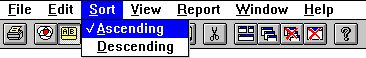 File Edit Sort View Report Window Help
✓Ascending
Descending
?